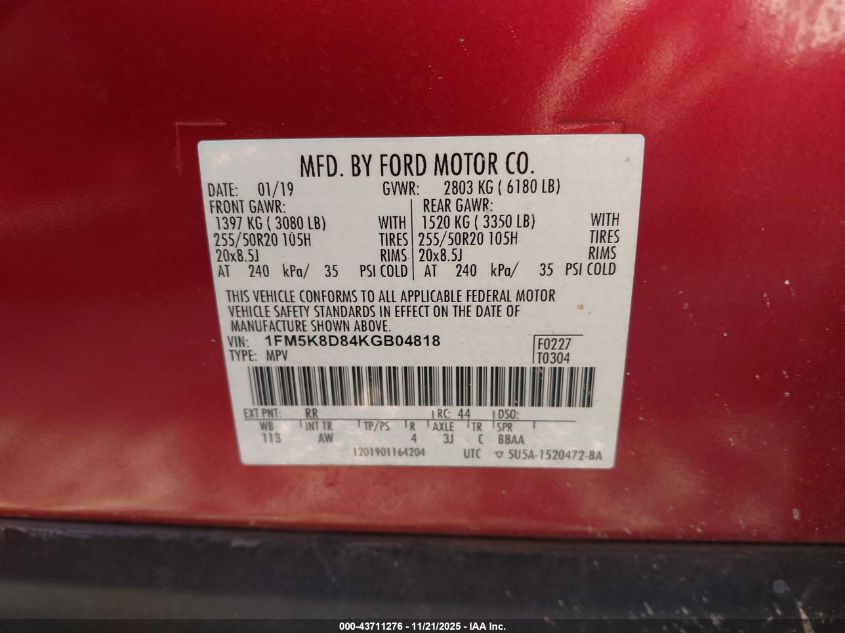 MFD. BY FORD MOTOR CO.
DATE: 01/19 GVWR: 2803 KG ( 6180 LB)
FRONT GAWR: REAR GAWR:
1397 KG ( 3080 LB) WITH 1520 KG ( 3350 LB) WITH
255/50R20 105H TIRES 255/50R20 105H TIRES
20x8.5J RIMS 20x8.5J RIMS
AT 240 kPa/ 35 PSI COLD AT 240 kPa/ 35 PSI COLD
THIS VEHICLE CONFORMS TO ALL APPLICABLE FEDERAL MOTOR
VEHICLE SAFETY STANDARDS IN EFFECT ON THE DATE OF
MANUFACTURE SHOWN ABOVE.
VIN: 1FM5K8D84KGB04818 F0227
TYPE: MPV T0304
EXT PNT: RR RC: 44 DSO:
WB INT TR TP/PS R AXLE TR SPR
113 AW 4 3J C BBAA
1201901164204 UTC ▽ 5U5A-1520472-BA
000-43711276 - 11/21/2025 - IAA Inc.